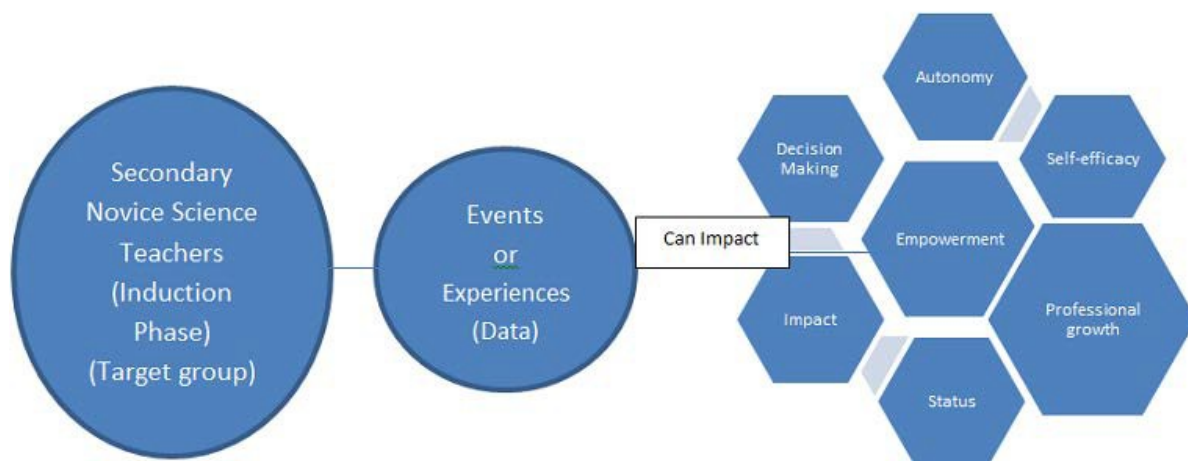 Secondary
Novice Science
Teachers
(Induction
Phase)
(Target group)
Events
or
Experiences
(Data)
Can Impact
Autonomy
Decision
Making
Self-efficacy
Empowerment
Impact
Professional
growth
Status